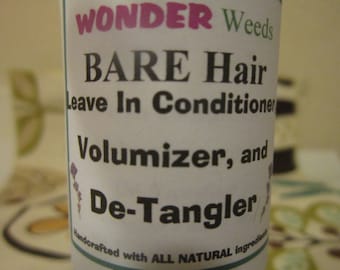 WONDER Weeds
BARE Hair
Leave In Conditioner
Volumizer, and
De-Tangler
Handcrafted with ALL NATURAL ingredients